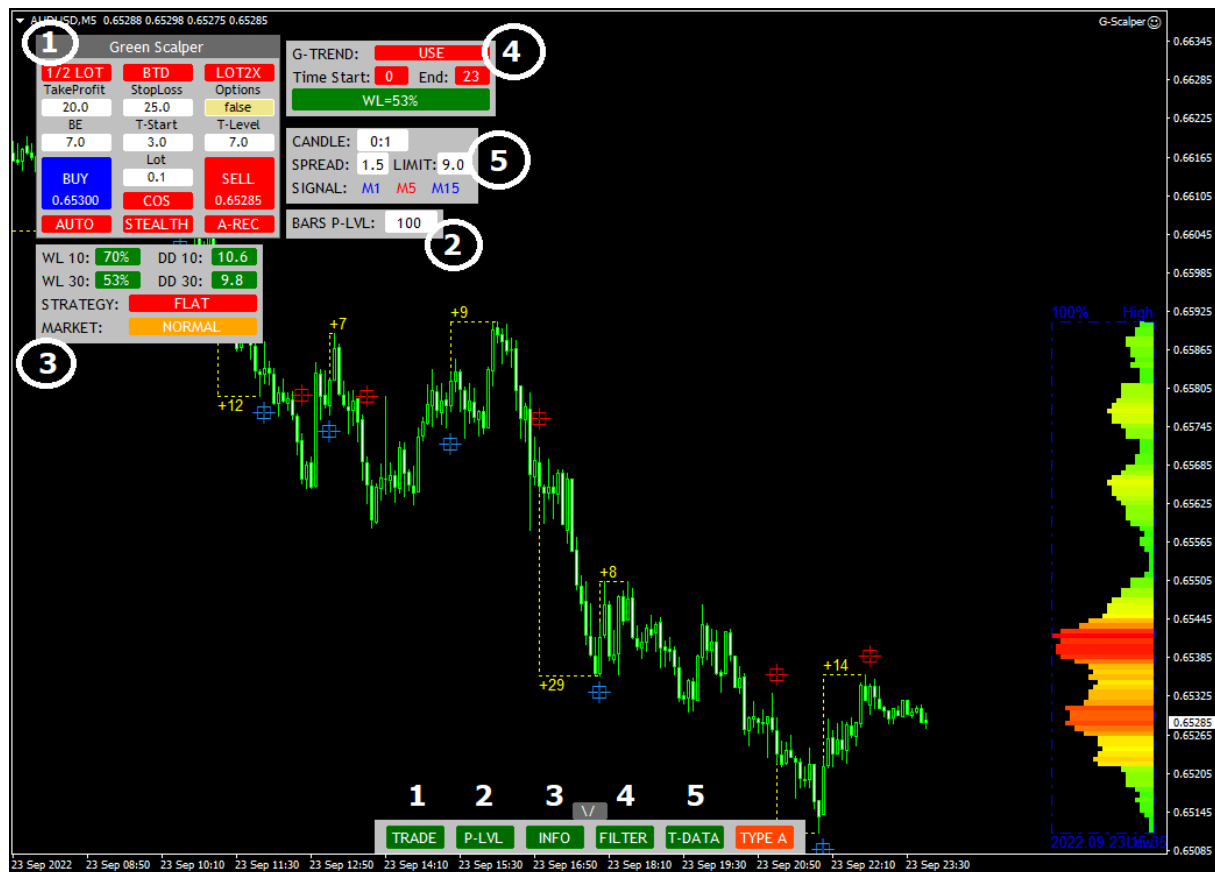 AUDUSD,M5 0.65288 0.65298 0.65275 0.65285
G-Scalper
1
Green Scalper
1/2 LOT BTD LOT2X
TakeProfit StopLoss Options
20.0 25.0 false
BE T-Start T-Level
7.0 3.0 7.0
Lot
BUY 0.1 SELL
0.65300 COS 0.65285
AUTO STEALTH A-REC
G-TREND: USE
4
Time Start: 0 End: 23
WL=53%
CANDLE: 0:1
5
SPREAD: 1.5 LIMIT: 9.0
SIGNAL: M1 M5 M15
BARS P-LVL: 100
2
WL 10: 70% DD 10: 10.6
WL 30: 53% DD 30: 9.8
STRATEGY: FLAT
MARKET: NORMAL
3
+12
+7
+9
+29
+8
+14
100% High
2022.09.23
0.66345
0.66285
0.66225
0.66165
0.66105
0.66045
0.65985
0.65925
0.65865
0.65805
0.65745
0.65685
0.65625
0.65565
0.65505
0.65445
0.65385
0.65325
0.65285
0.65265
0.65205
0.65145
0.65085
1 2 3 4 5
\/
TRADE P-LVL INFO FILTER T-DATA TYPE A
23 Sep 2022 23 Sep 08:50 23 Sep 10:10 23 Sep 11:30 23 Sep 12:50 23 Sep 14:10 23 Sep 15:30 23 Sep 16:50 23 Sep 18:10 23 Sep 19:30 23 Sep 20:50 23 Sep 22:10 23 Sep 23:30